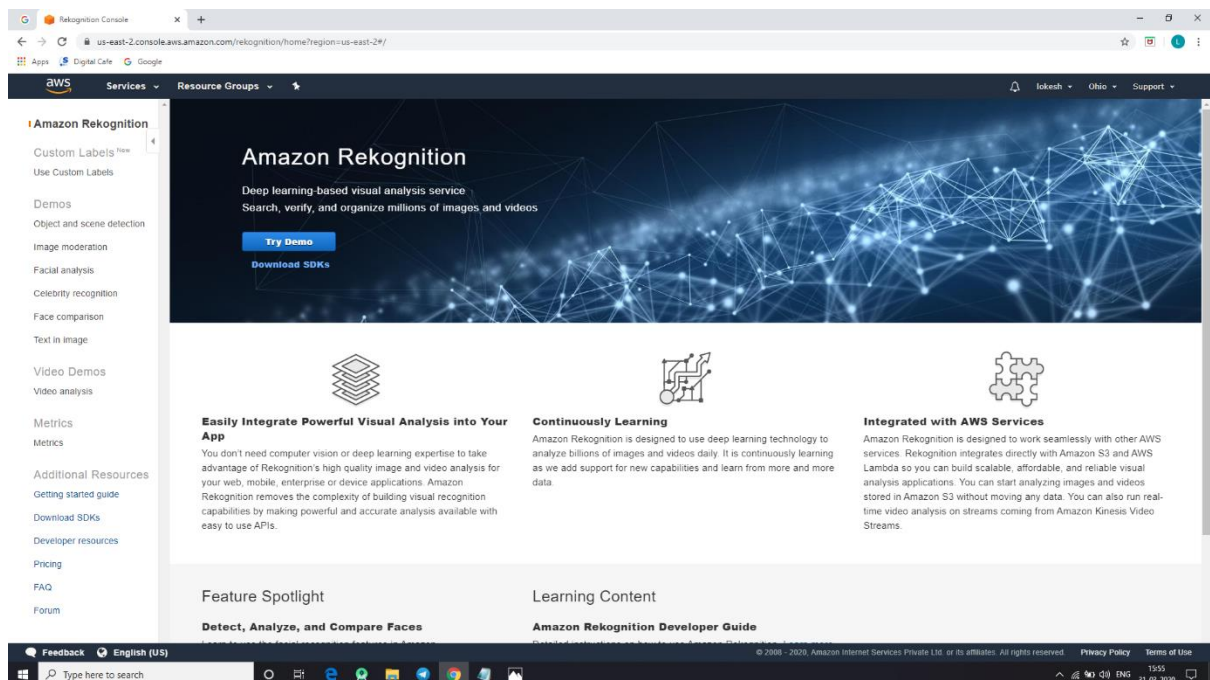 Rekognition Console
us-east-2.console.aws.amazon.com/rekognition/home?region=us-east-2#/
Apps Digital Cafe Google
aws Services Resource Groups lokesh Ohio Support
Amazon Rekognition
Custom Labels New
Use Custom Labels
Demos
Object and scene detection
Image moderation
Facial analysis
Celebrity recognition
Face comparison
Text in image
Video Demos
Video analysis
Metrics
Metrics
Additional Resources
Getting started guide
Download SDKs
Developer resources
Pricing
FAQ
Forum
Amazon Rekognition
Deep learning-based visual analysis service
Search, verify, and organize millions of images and videos
Try Demo
Download SDKs
Easily Integrate Powerful Visual Analysis into Your
App
You don't need computer vision or deep learning expertise to take
advantage of Rekognition's high quality image and video analysis for
your web, mobile, enterprise or device applications. Amazon
Rekognition removes the complexity of building visual recognition
capabilities by making powerful and accurate analysis available with
easy to use APIs.
Continuously Learning
Amazon Rekognition is designed to use deep learning technology to
analyze billions of images and videos daily. It is continuously learning
as we add support for new capabilities and learn from more and more
data.
Integrated with AWS Services
Amazon Rekognition is designed to work seamlessly with other AWS
services. Rekognition integrates directly with Amazon S3 and AWS
Lambda so you can build scalable, affordable, and reliable visual
analysis applications. You can start analyzing images and videos
stored in Amazon S3 without moving any data. You can also run real-
time video analysis on streams coming from Amazon Kinesis Video
Streams.
Feature Spotlight
Detect, Analyze, and Compare Faces
Learning Content
Amazon Rekognition Developer Guide
Feedback English (US) © 2008 - 2020, Amazon Internet Services Private Ltd. or its affiliates. All rights reserved. Privacy Policy Terms of Use
Type here to search
ENG
15:55